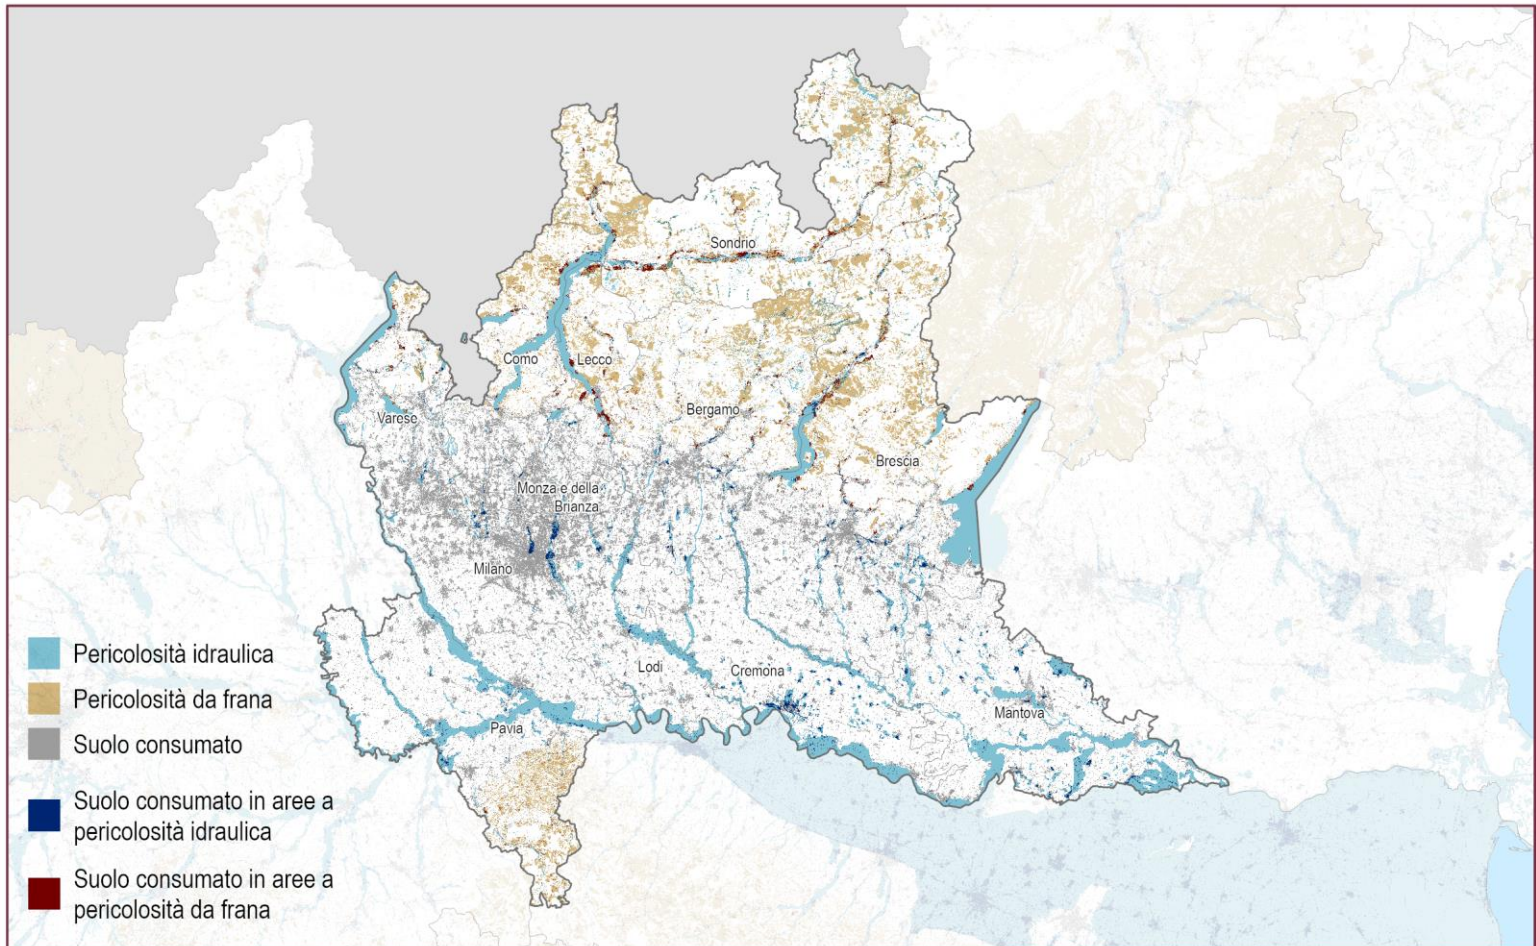 Sondrio
Como
Lecco
Varese
Bergamo
Brescia
Monza e della
Brianza
Milano
Lodi
Cremona
Pavia
Mantova
Pericolosità idraulica
Pericolosità da frana
Suolo consumato
Suolo consumato in aree a
pericolosità idraulica
Suolo consumato in aree a
pericolosità da frana